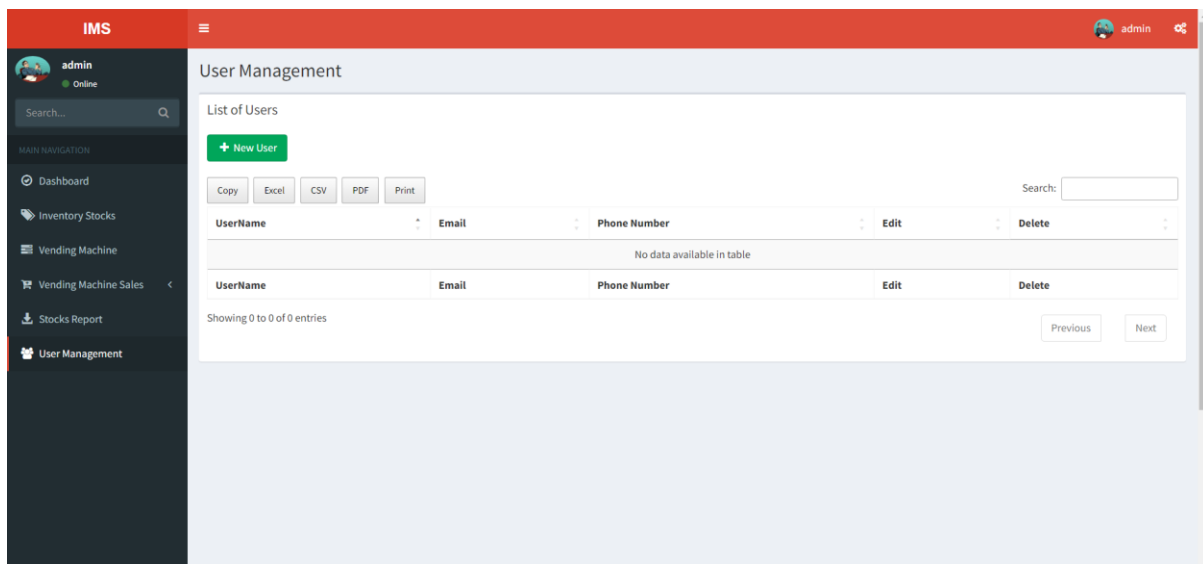 IMS
admin
admin
Online
Search...
MAIN NAVIGATION
Dashboard
Inventory Stocks
Vending Machine
Vending Machine Sales
Stocks Report
User Management
User Management
List of Users
New User
Copy Excel CSV PDF Print Search:
UserName Email Phone Number Edit Delete
No data available in table
UserName Email Phone Number Edit Delete
Showing 0 to 0 of 0 entries
Previous Next